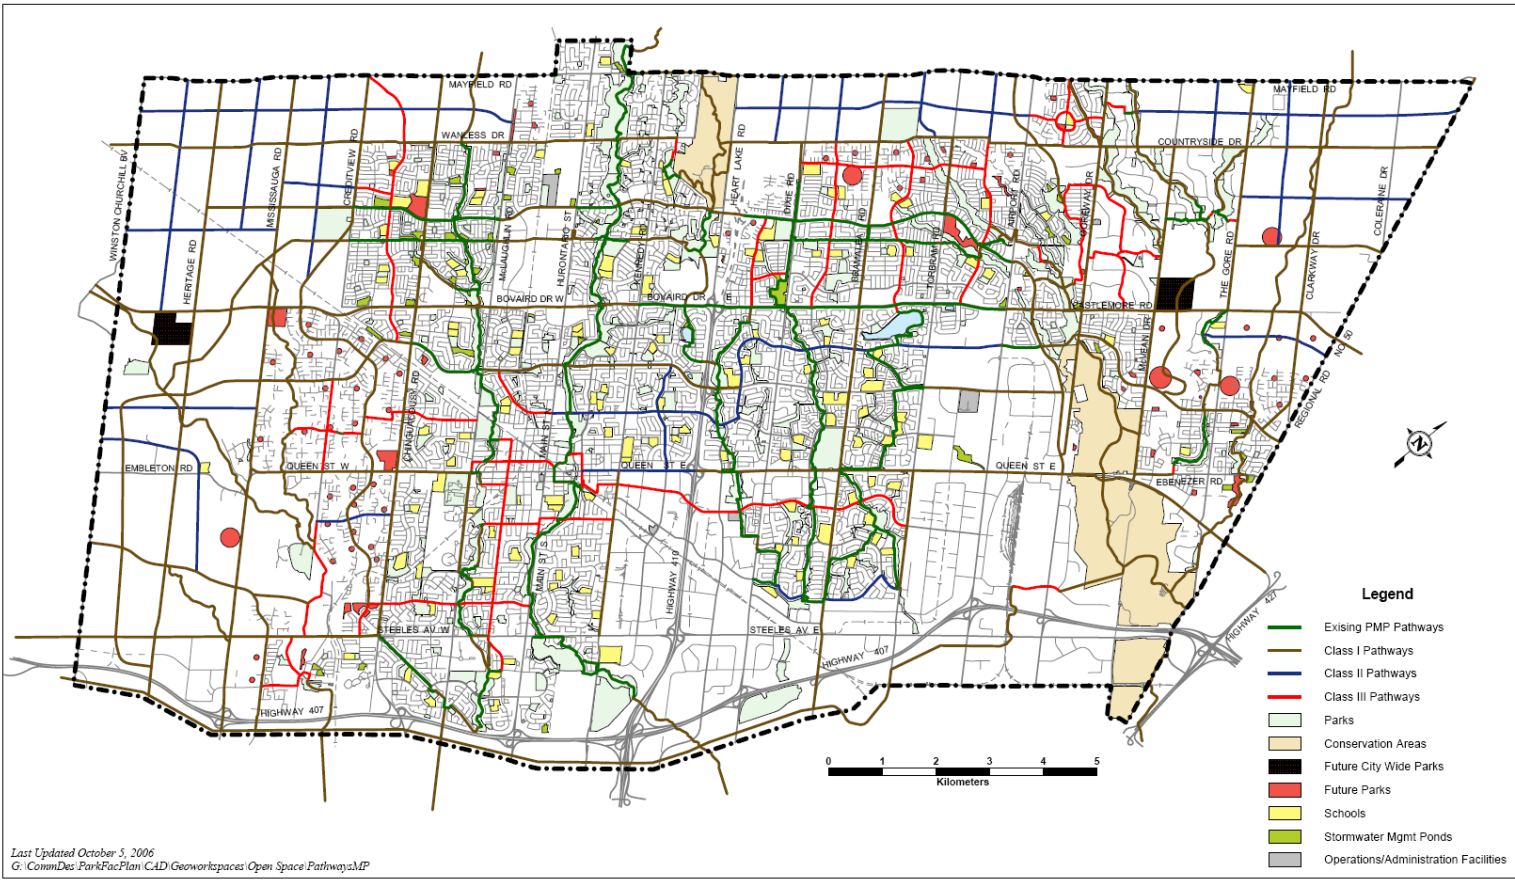 MAYFIELD RD
MAYFIELD RD
WANLESS DR
COUNTRYSIDE DR
WINSTON CHURCHILL BV
MISSISSAUGA RD
CREDITVIEW RD
HEART LAKE RD
DIXIE RD
AIRPORT RD
GOREWAY DR
COLERAINE DR
HERITAGE RD
McLAUGHLIN RD
HURONTARIO ST
KENNEDY RD
BRAMALEA RD
TORBRAM RD
THE GORE RD
CLARKWAY DR
BOVAIRD DR W
BOVAIRD DR E
CASTLEMORE RD
McVEAN DR
NO. 50
REGIONAL RD
CHINGUACOUSY RD
MAIN ST N
EMBLETON RD
QUEEN ST W
QUEEN ST E
QUEEN ST E
EBENEZER RD
MAIN ST S
HIGHWAY 410
STEELES AV W
STEELES AV E
HIGHWAY 407
HIGHWAY 427
HIGHWAY 407
N
Legend
Exising PMP Pathways
Class I Pathways
Class II Pathways
Class III Pathways
Parks
Conservation Areas
Future City Wide Parks
Future Parks
Schools
Stormwater Mgmt Ponds
Operations/Administration Facilities
0 1 2 3 4 5
Kilometers
Last Updated October 5, 2006
G:\CommDes\ParkFacPlan\CAD\Geoworkspaces\Open Space\PathwaysMP